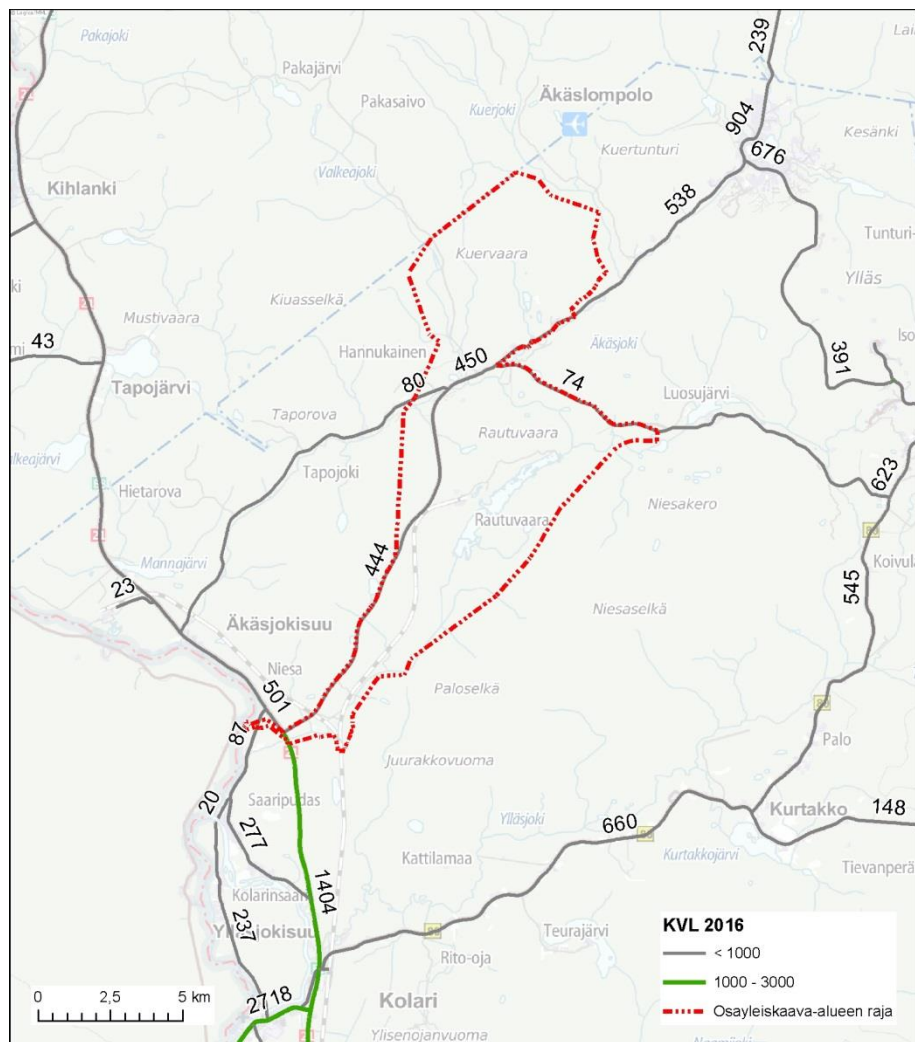 239
Pakajoki
Pakajärvi
Kuerjoki
Äkäslompolo
Pakasaivo
904
Kesänki
Kuertunturi
676
Valkeajoki
Kihlanki
538
Kuervaara
Tunturi-
Ylläs
Kiuasselkä
Mustivaara
Iso
43
Hannukainen
450
Äkäsjoki
391
Tapojärvi
80
74
Luosujärvi
Taporova
Rautuvaara
Tapojoki
623
Hietarova
Rautuvaara
Niesakero
Koivula
444
Mannajärvi
23
545
Äkäsjokisuu
Niesaselkä
Niesa
Paloselkä
501
87
Palo
Juurakkovuoma
Saaripudas
20
Ylläsjoki
Kurtakko
277
660
148
Kattilamaa
Kurtakkojärvi
Tievanperä
1404
Kolarinsaari
237
Teurajärvi
Rito-oja
2718
Kolari
Ylisenojanvuoma
KVL 2016
< 1000
1000 - 3000
Osayleiskaava-alueen raja
0 2,5 5 km